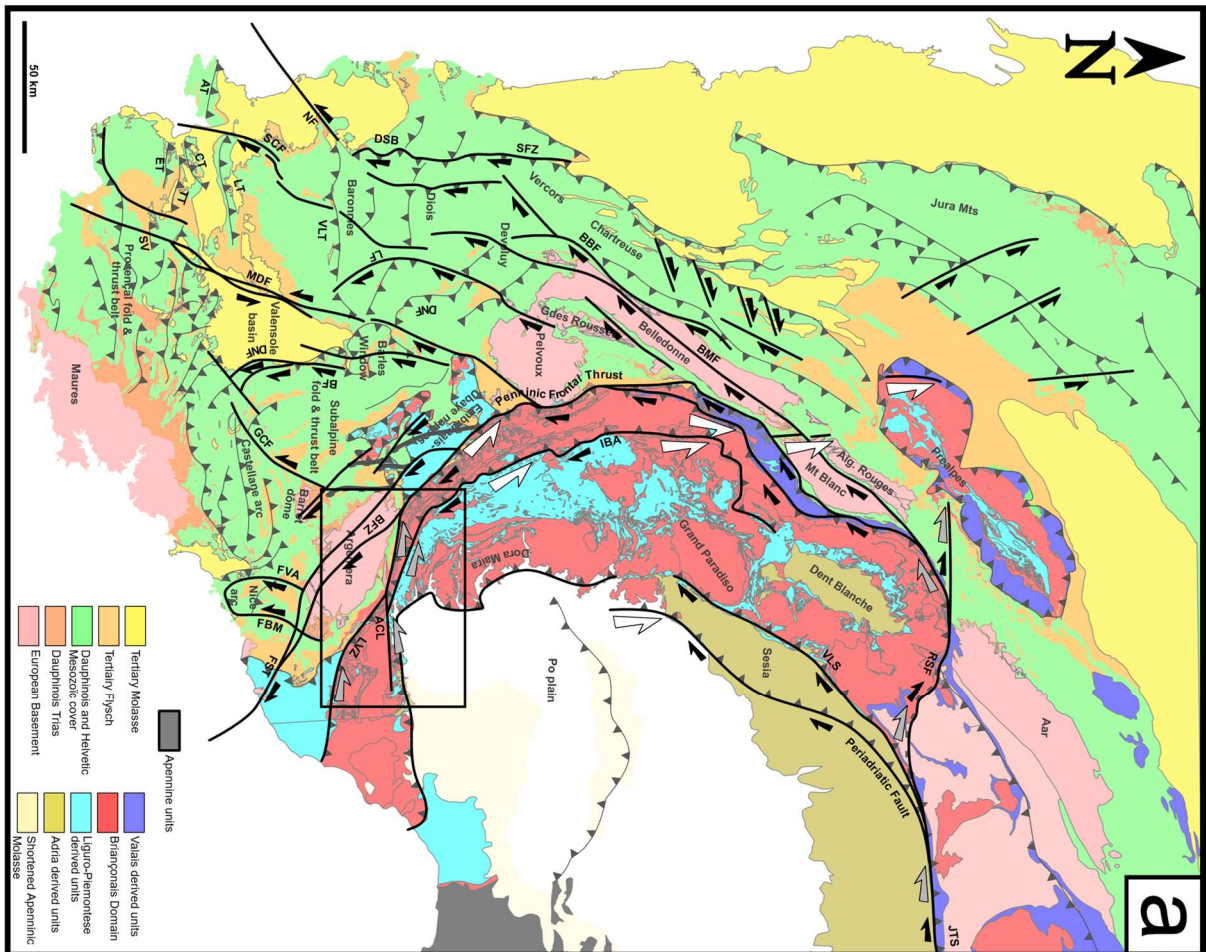 a
N
50 km
Jura Mts
Prealpes
Aar
Aig. Rouges
Mt Blanc
Chartreuse
Vercors
BBF
BMF
Belledonne
Gdes Rousses
Pelvoux
SFZ
DSB
NF
Diois
Devoluy
Baronnies
VLT
LF
DNF
SCF
AT
CT
LT
ET
TT
SV
MDF
Provençal fold &
thrust belt
Valensole
basin
Barles
Window
DNF
BF
Subalpine
fold & thrust belt
GCF
Castellane arc
Maures
Penninic Frontal Thrust
Embrunais-
Ubaye nappes
IBA
Barrot
dôme
Argentera
BFZ
FVA
Nice
arc
FBM
LVZ
ACL
Dora Maira
Grand Paradiso
Dent Blanche
Sesia
VLS
RSF
Periadriatic Fault
JTS
Po plain
Tertiary Molasse
Tertiary Flysch
Dauphinois and Helvetic
Mesozoic cover
Dauphinois Trias
European Basement
Valais derived units
Briançonais Domain
Liguro-Piemontese
derived units
Adria derived units
Shortened Apenninic
Molasse
Apennine units